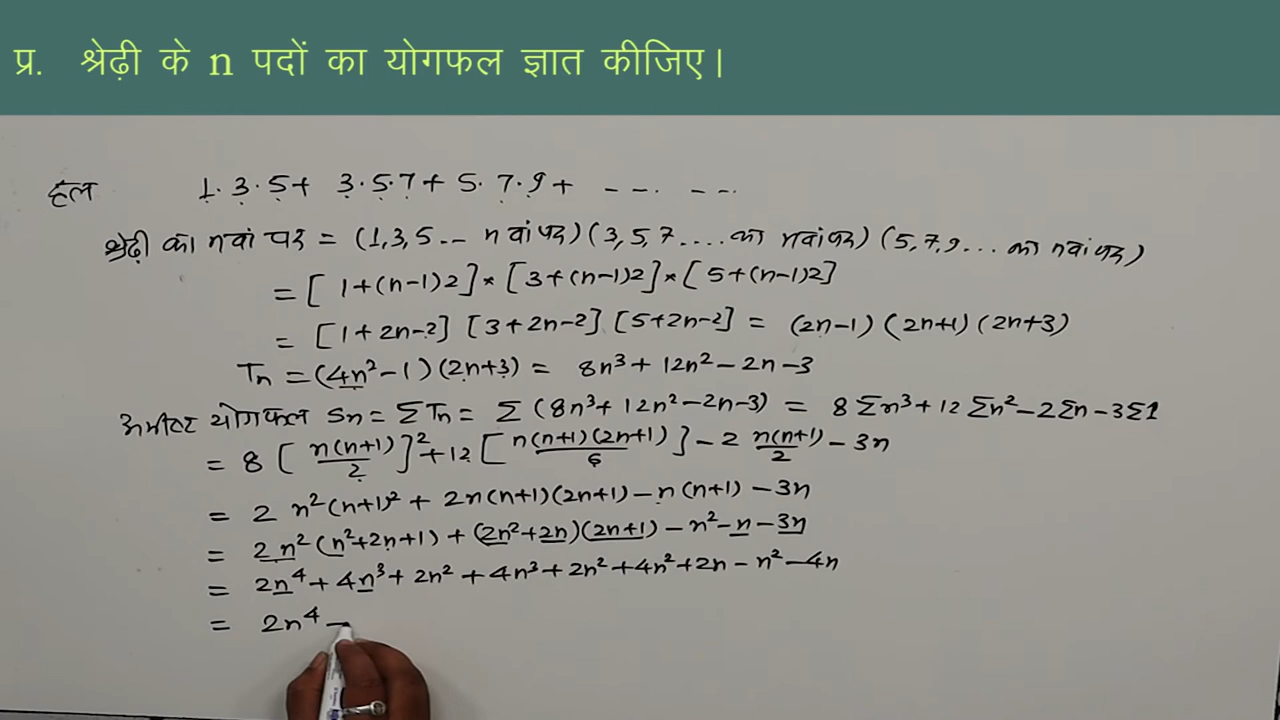 प्र. श्रेढ़ी के n पदों का योगफल ज्ञात कीजिए।
हल 1·3·5 + 3·5·7 + 5·7·9 + --- ---
श्रेढ़ी का nवां पद = (1,3,5... n वां पद) (3,5,7....का nवां पद) (5,7,9...का nवां पद)
= [1+(n-1)2] × [3+(n-1)2] × [5+(n-1)2]
= [1+2n-2] [3+2n-2] [5+2n-2] = (2n-1) (2n+1) (2n+3)
Tn = (4n²-1) (2n+3) = 8n³ + 12n² - 2n - 3
अभीष्ट योगफल Sn = ΣTn = Σ (8n³ + 12n² - 2n - 3) = 8Σn³ + 12Σn² - 2Σn - 3Σ1
= 8 [n(n+1)/2]² + 12 [n(n+1)(2n+1)/6] - 2 n(n+1)/2 - 3n
= 2 n²(n+1)² + 2n(n+1)(2n+1) - n(n+1) - 3n
= 2n²(n²+2n+1) + (2n²+2n)(2n+1) - n² - n - 3n
= 2n⁴ + 4n³ + 2n² + 4n³ + 2n² + 4n² + 2n - n² - 4n
= 2n⁴ -